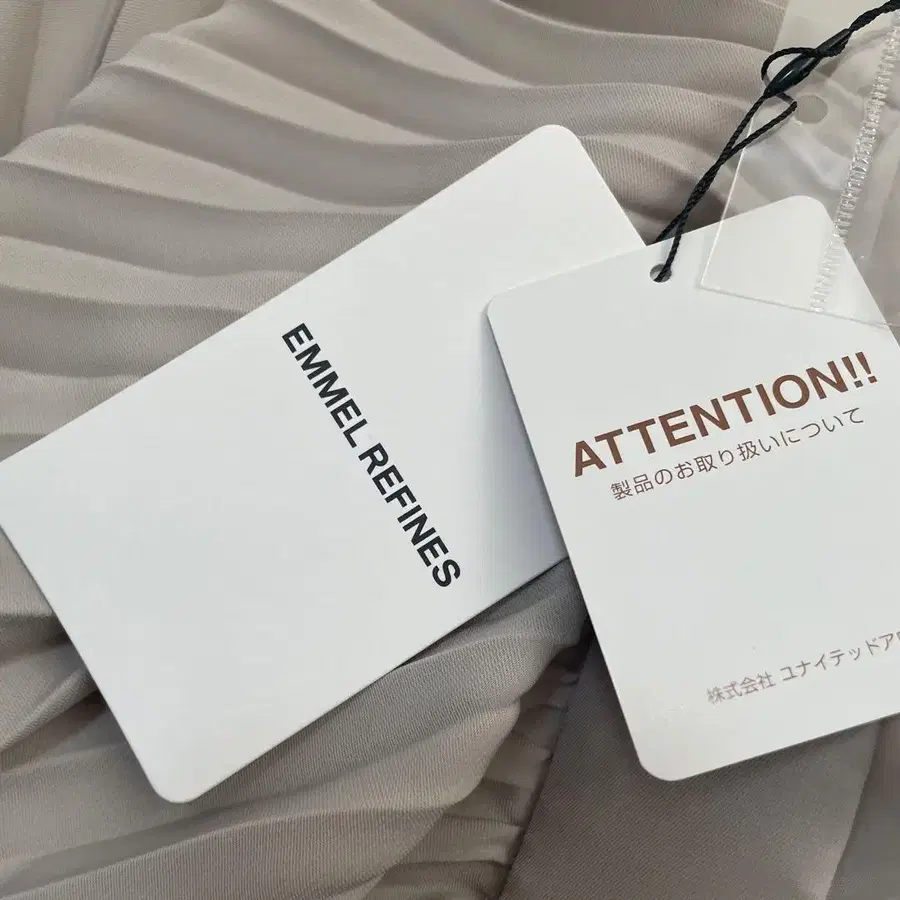 EMMEL REFINES
ATTENTION!!
製品のお取り扱いについて
株式会社 ユナイテッドア